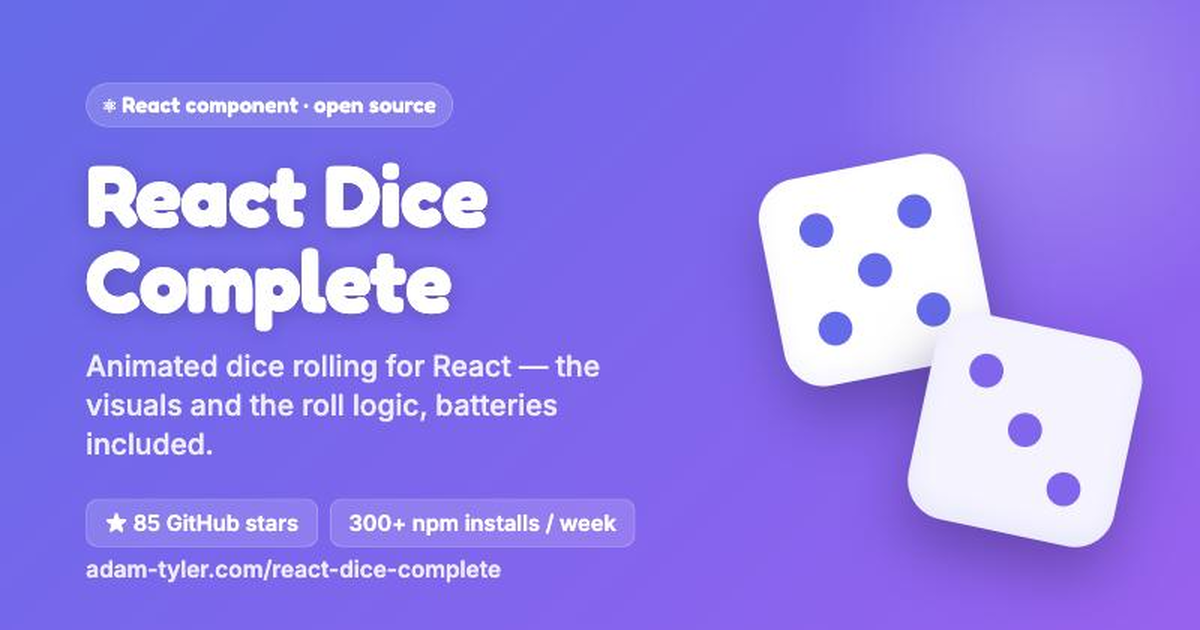 ⚛ React component · open source
React Dice
Complete
Animated dice rolling for React — the
visuals and the roll logic, batteries
included.
★ 85 GitHub stars
300+ npm installs / week
adam-tyler.com/react-dice-complete